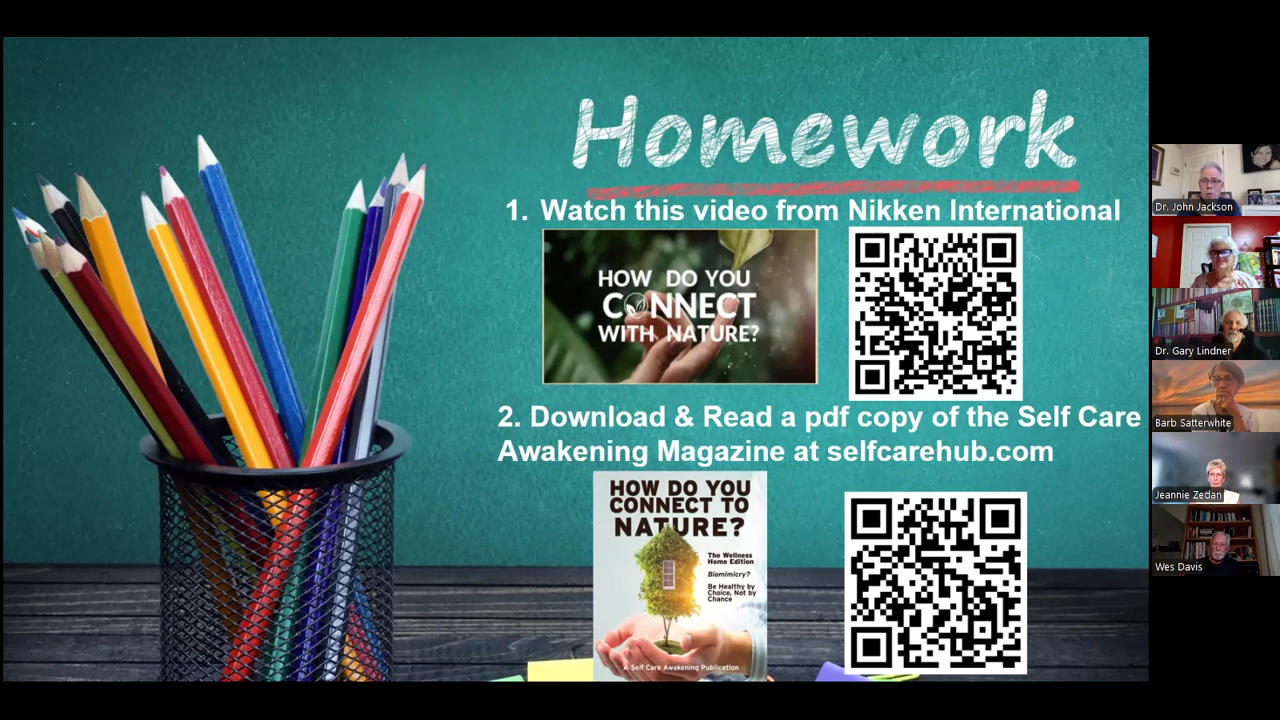 Homework
1. Watch this video from Nikken International
HOW DO YOU
CONNECT
WITH NATURE?
2. Download & Read a pdf copy of the Self Care
Awakening Magazine at selfcarehub.com
HOW DO YOU
CONNECT TO
NATURE?
The Wellness
Home Edition
Biomimicry?
Be Healthy by
Choice, Not by
Chance
A Self Care Awakening Publication
Dr. John Jackson
Dr. Gary Lindner
Barb Satterwhite
Jeannie Zedan
Wes Davis